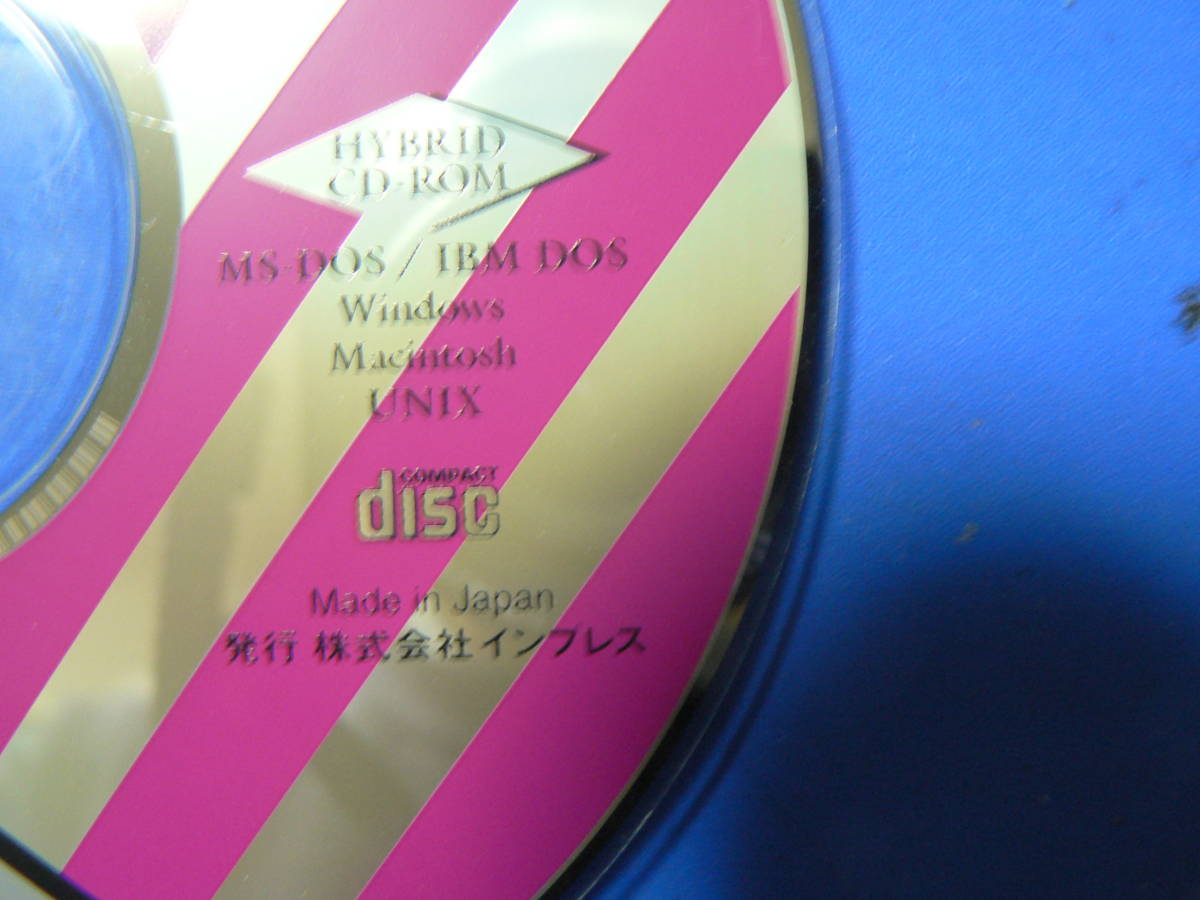 HYBRID
CD-ROM
MS-DOS / IBM DOS
Windows
Macintosh
UNIX
COMPACT
disc
Made in Japan
発行 株式会社インプレス